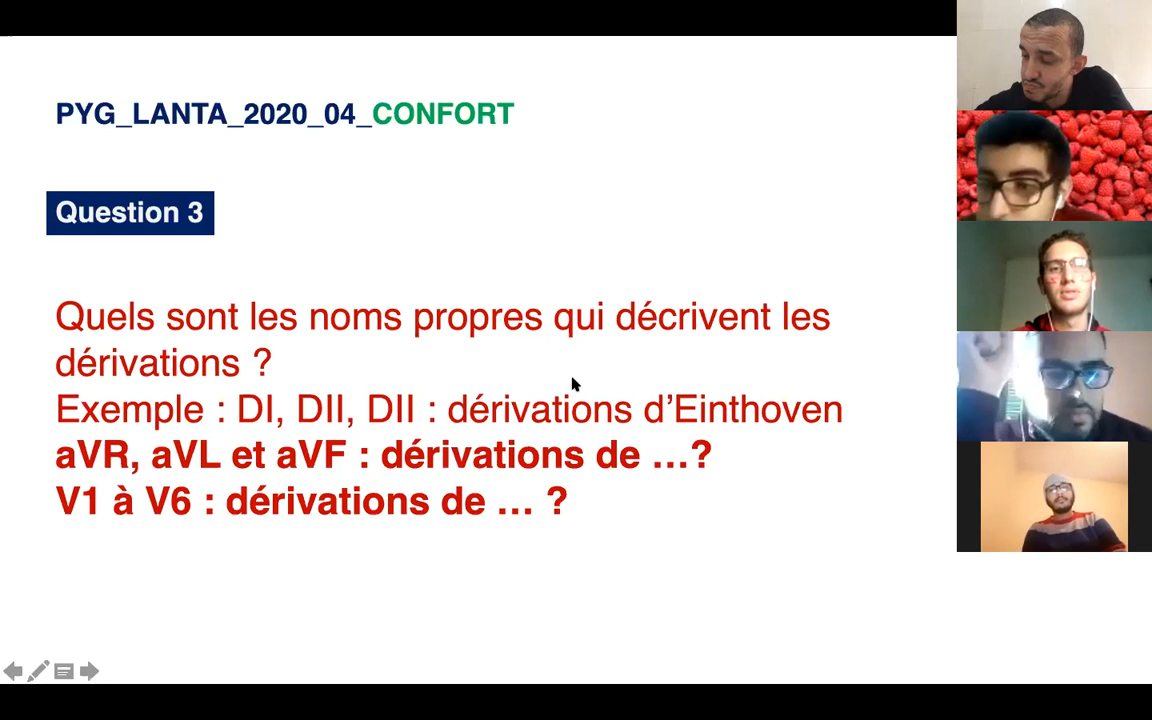 PYG_LANTA_2020_04_CONFORT
Question 3
Quels sont les noms propres qui décrivent les
dérivations ?
Exemple : DI, DII, DII : dérivations d’Einthoven
aVR, aVL et aVF : dérivations de …?
V1 à V6 : dérivations de … ?